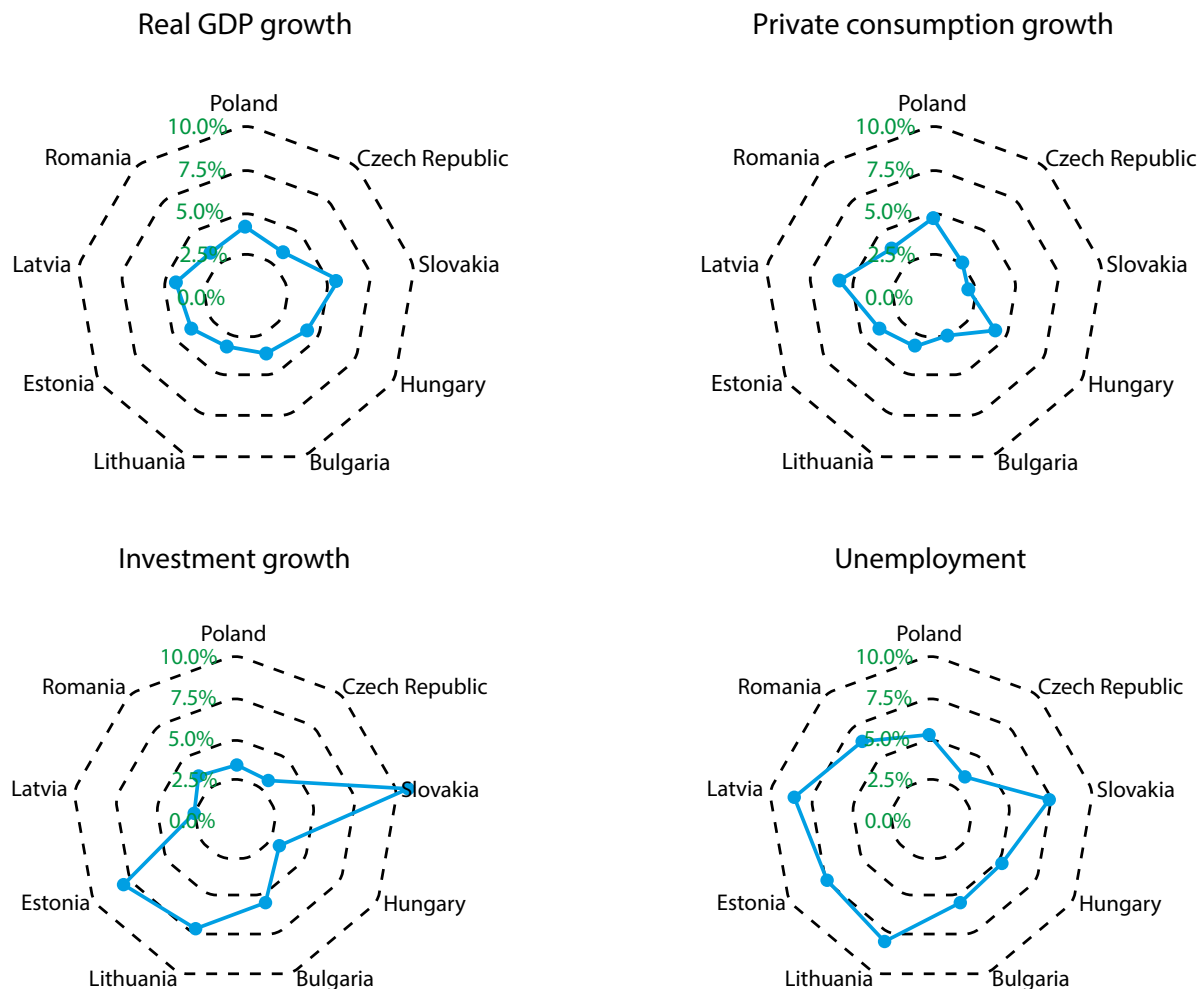 Real GDP growth
Poland
10.0%
Romania
Czech Republic
7.5%
5.0%
2.5%
Latvia
Slovakia
0.0%
Estonia
Hungary
Lithuania
Bulgaria
Private consumption growth
Poland
10.0%
Romania
Czech Republic
7.5%
5.0%
2.5%
Latvia
Slovakia
0.0%
Estonia
Hungary
Lithuania
Bulgaria
Investment growth
Poland
10.0%
Romania
Czech Republic
7.5%
5.0%
2.5%
Latvia
Slovakia
0.0%
Estonia
Hungary
Lithuania
Bulgaria
Unemployment
Poland
10.0%
Romania
Czech Republic
7.5%
5.0%
2.5%
Latvia
Slovakia
0.0%
Estonia
Hungary
Lithuania
Bulgaria